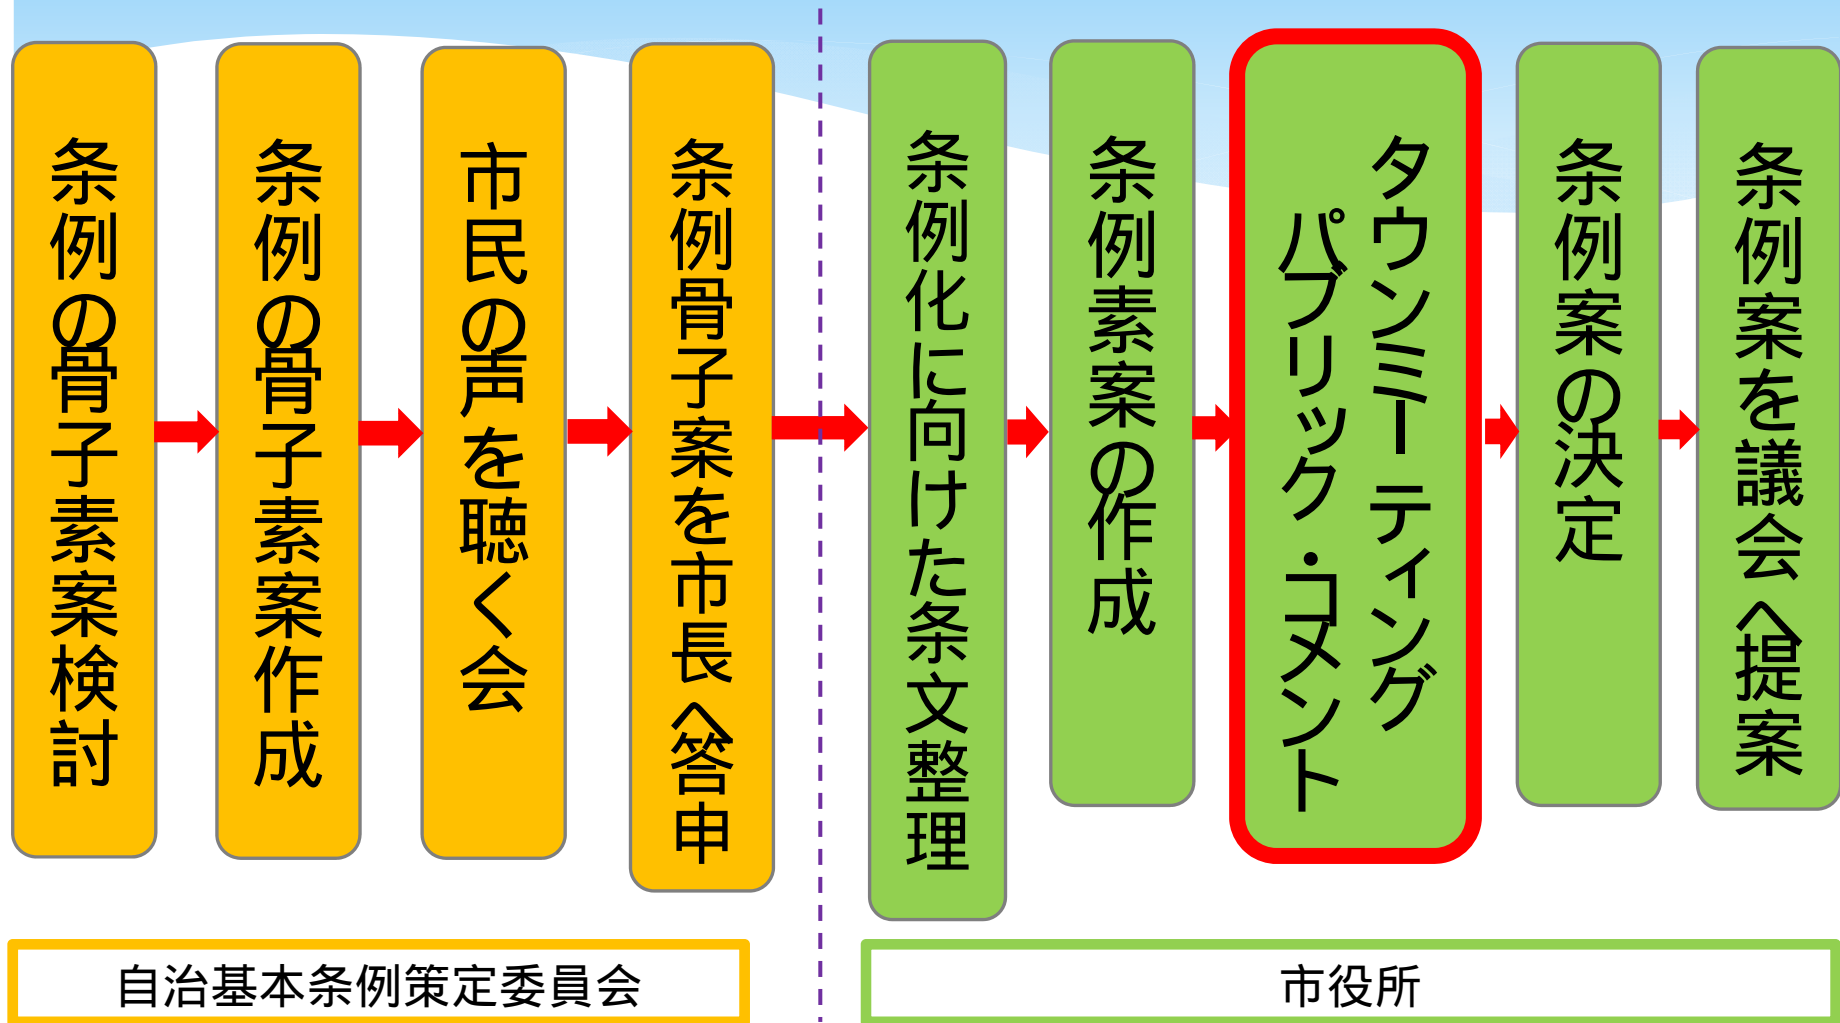 条例の骨子素案検討
条例の骨子素案作成
市民の声を聴く会
条例骨子案を市長へ答申
条例化に向けた条文整理
条例素案の作成
タウンミーティング
パブリック・コメント
条例案の決定
条例案を議会へ提案
自治基本条例策定委員会
市役所